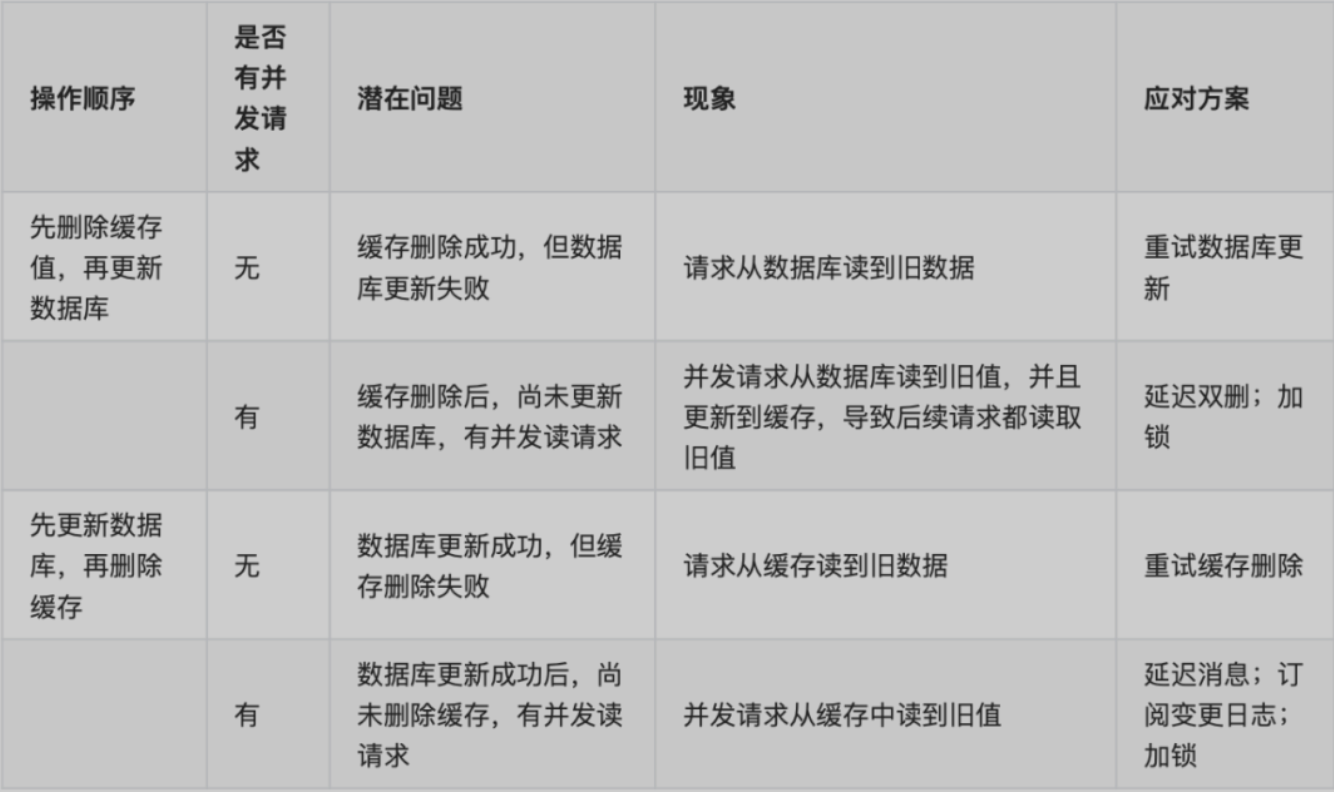 操作顺序
是否
有并
发请
求
潜在问题
现象
应对方案
先删除缓存
值，再更新
数据库
无
缓存删除成功，但数据
库更新失败
请求从数据库读到旧数据
重试数据库更
新
有
缓存删除后，尚未更新
数据库，有并发读请求
并发请求从数据库读到旧值，并且
更新到缓存，导致后续请求都读取
旧值
延迟双删；加
锁
先更新数据
库，再删除
缓存
无
数据库更新成功，但缓
存删除失败
请求从缓存读到旧数据
重试缓存删除
有
数据库更新成功后，尚
未删除缓存，有并发读
请求
并发请求从缓存中读到旧值
延迟消息；订
阅变更日志；
加锁